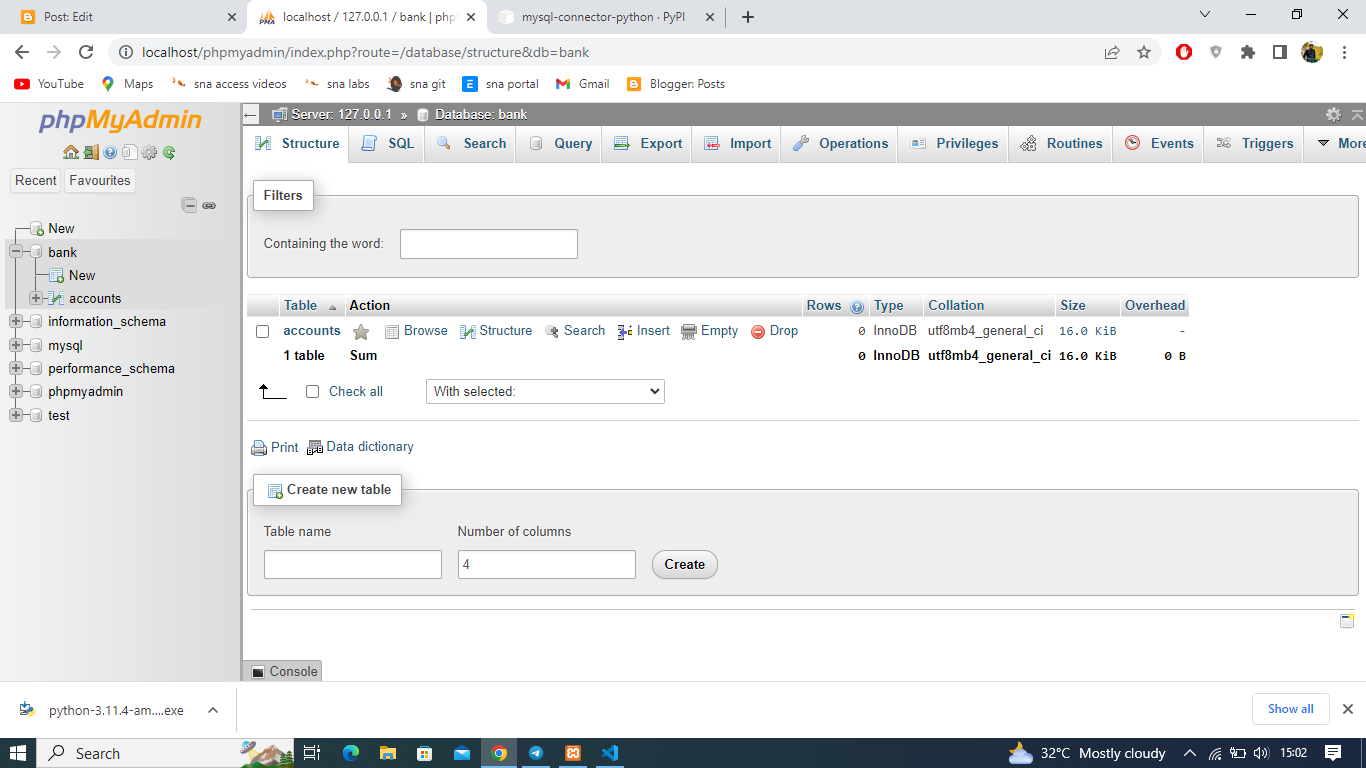 Post: Edit
localhost / 127.0.0.1 / bank | php
mysql-connector-python · PyPI
localhost/phpmyadmin/index.php?route=/database/structure&db=bank
YouTube Maps sna access videos sna labs sna git sna portal Gmail Blogger: Posts
phpMyAdmin
Recent Favourites
New
bank
New
accounts
information_schema
mysql
performance_schema
phpmyadmin
test
Server: 127.0.0.1 » Database: bank
Structure SQL Search Query Export Import Operations Privileges Routines Events Triggers More
Filters
Containing the word:
Table Action Rows Type Collation Size Overhead
accounts Browse Structure Search Insert Empty Drop 0 InnoDB utf8mb4_general_ci 16.0 KiB -
1 table Sum 0 InnoDB utf8mb4_general_ci 16.0 KiB 0 B
Check all With selected:
Print Data dictionary
Create new table
Table name Number of columns
4 Create
Console
python-3.11.4-am....exe Show all
Search 32°C Mostly cloudy 15:02